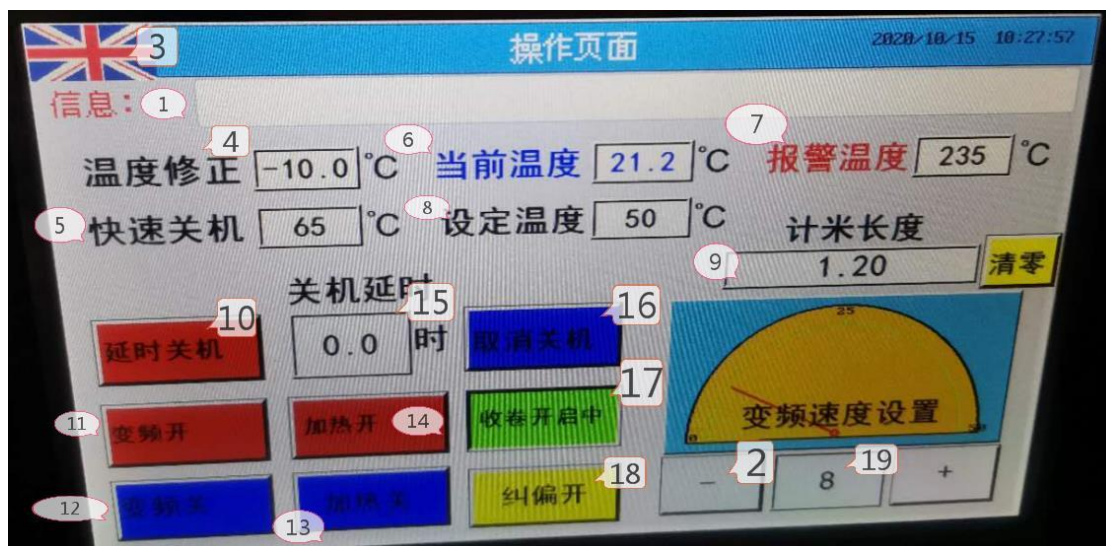 3 操作页面 2020/10/15 10:27:57
信息： 1
4 6 7
温度修正 -10.0 ℃ 当前温度 21.2 ℃ 报警温度 235 ℃
5 快速关机 65 ℃ 8 设定温度 50 ℃ 计米长度
9 1.20 清零
关机延时 15 16
10 延时关机 0.0 时 取消关机 25
17
11 变频开 加热开 14 收卷开启中 变频速度设置
0 50
12 变频关 13 加热关 纠偏开 18 - 2 8 19 +